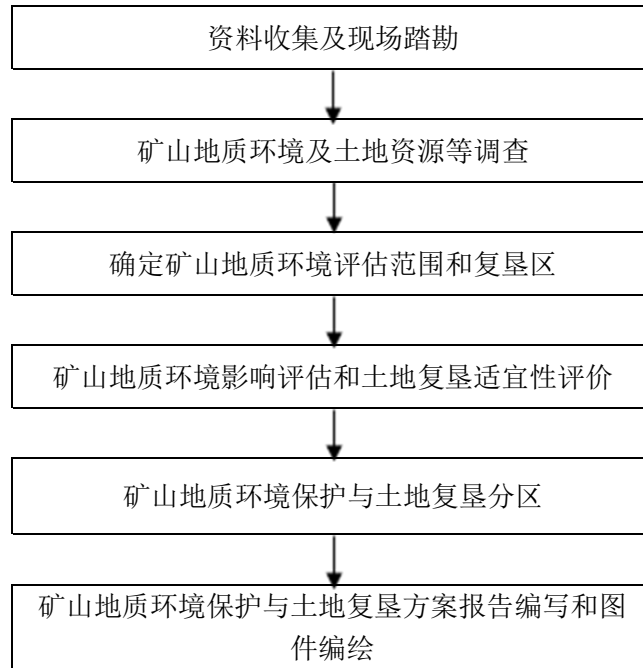 资料收集及现场踏勘
矿山地质环境及土地资源等调查
确定矿山地质环境评估范围和复垦区
矿山地质环境影响评估和土地复垦适宜性评价
矿山地质环境保护与土地复垦分区
矿山地质环境保护与土地复垦方案报告编写和图
件编绘